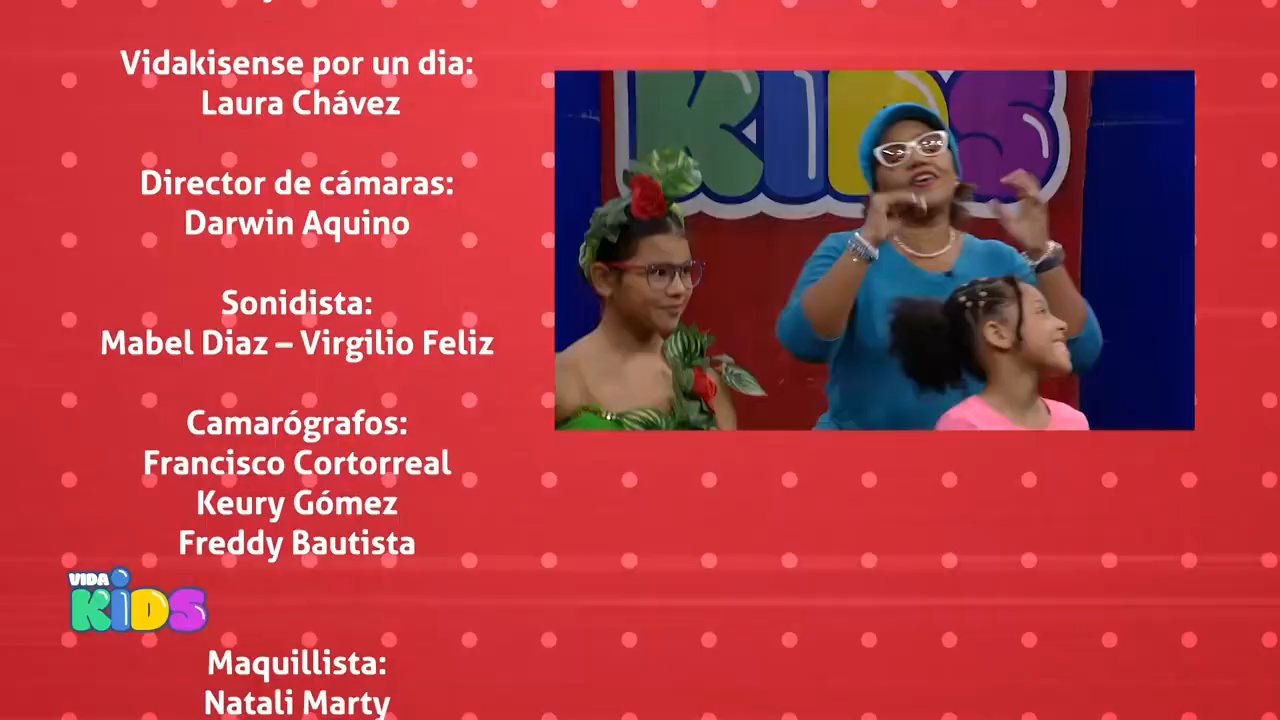 Vidakisense por un dia:
Laura Chávez
Director de cámaras:
Darwin Aquino
Sonidista:
Mabel Diaz – Virgilio Feliz
Camarógrafos:
Francisco Cortorreal
Keury Gómez
Freddy Bautista
VIDA
KiDS
Maquillista:
Natali Marty
KiDS